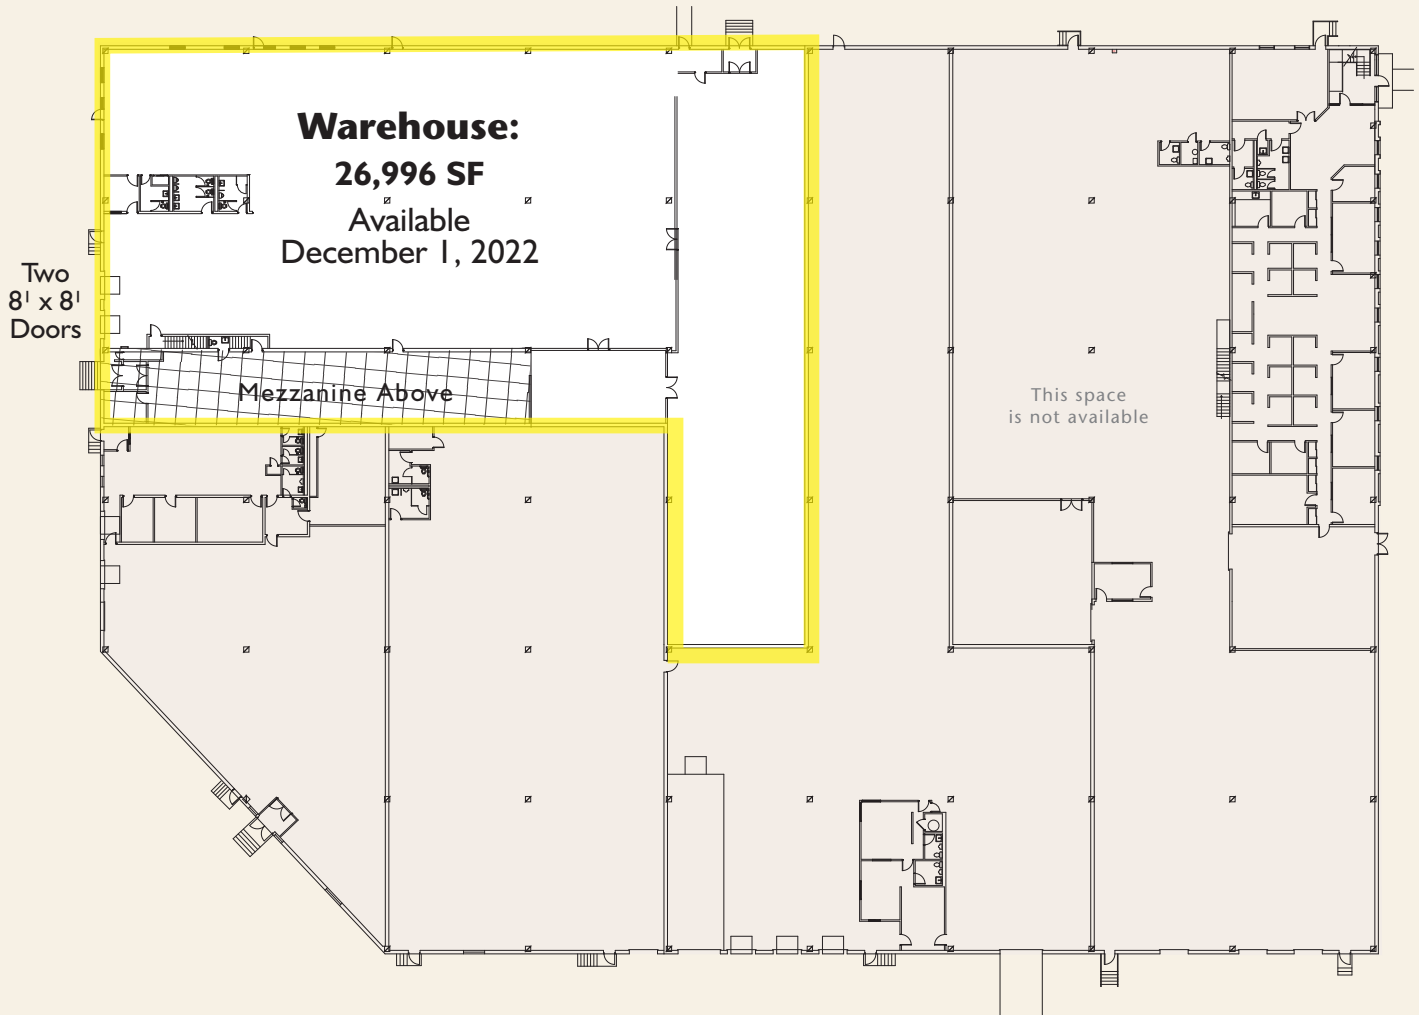 Warehouse:
26,996 SF
Available
December 1, 2022
Two
8' x 8'
Doors
Mezzanine Above
This space
is not available